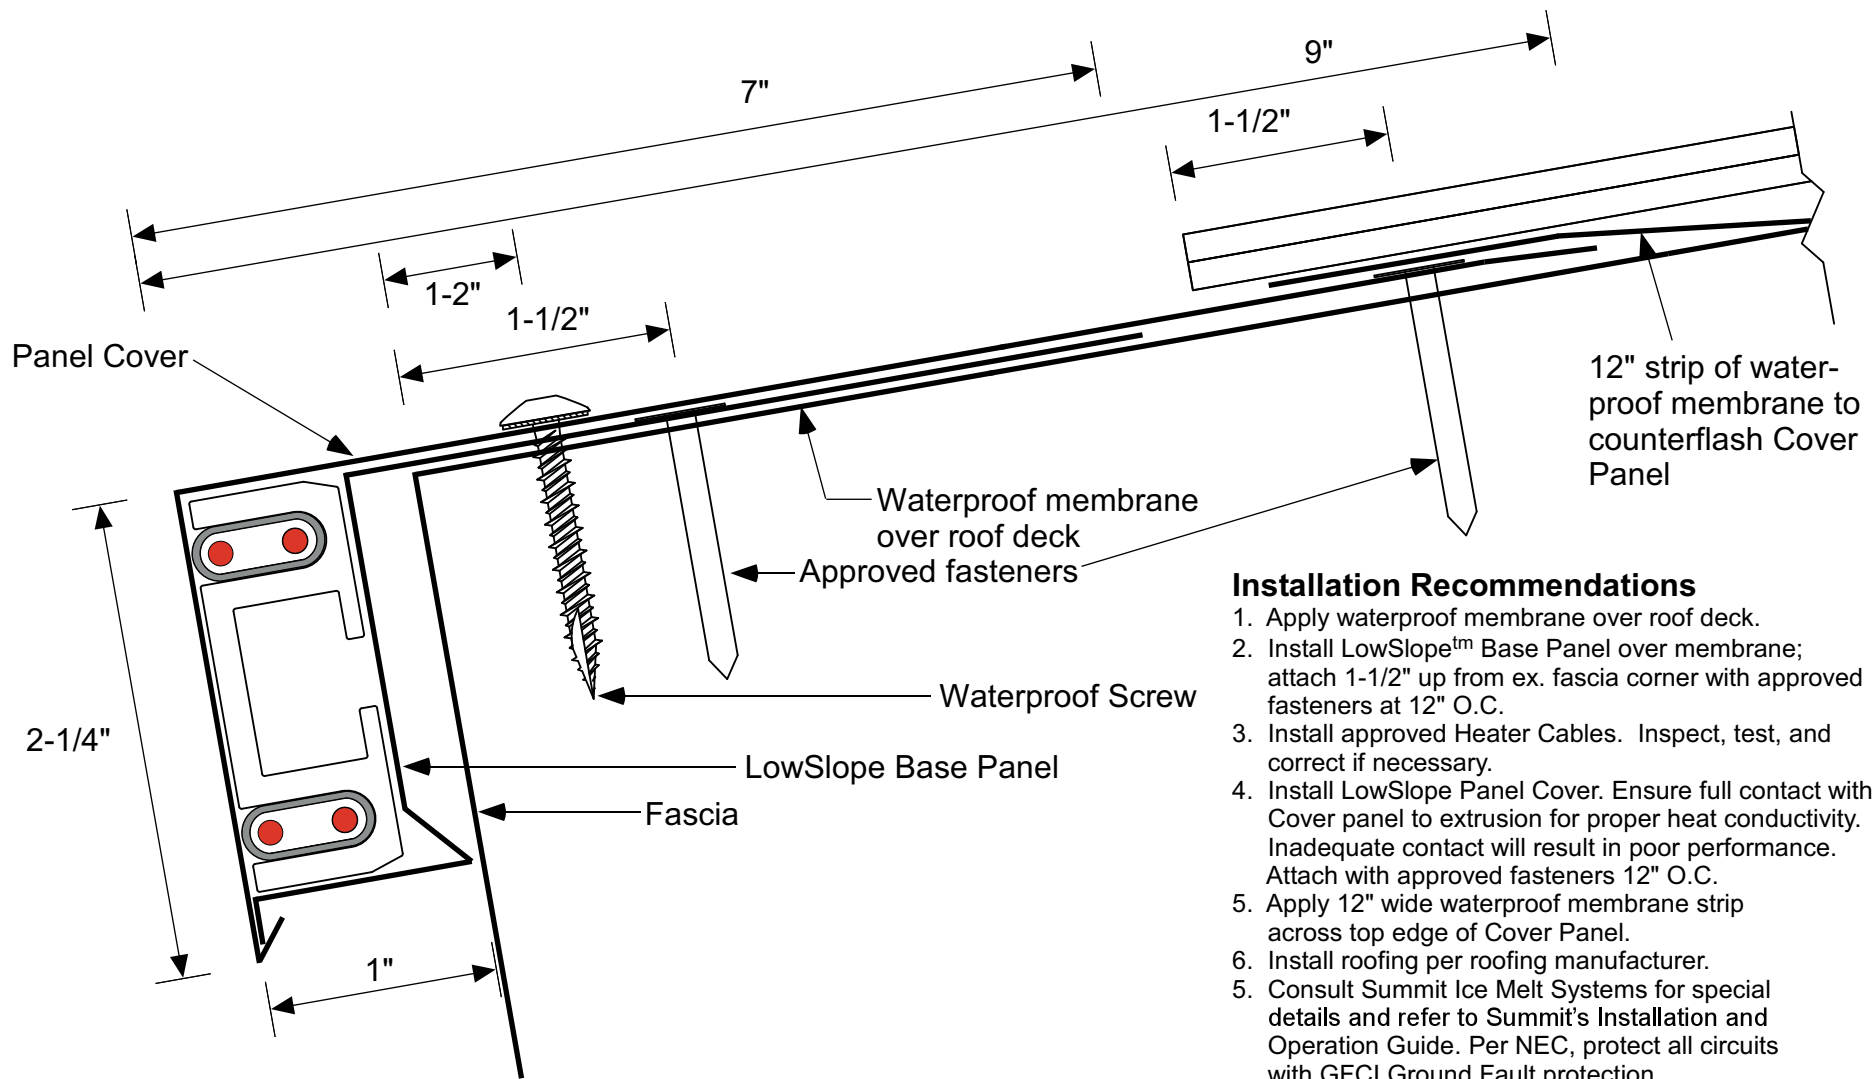 7"
9"
1-1/2"
1-2"
1-1/2"
Panel Cover
12" strip of water-
proof membrane to
counterflash Cover
Panel
Waterproof membrane
over roof deck
Approved fasteners
Waterproof Screw
2-1/4"
LowSlope Base Panel
Fascia
1"
Installation Recommendations
1. Apply waterproof membrane over roof deck.
2. Install LowSlopetm Base Panel over membrane;
attach 1-1/2" up from ex. fascia corner with approved
fasteners at 12" O.C.
3. Install approved Heater Cables. Inspect, test, and
correct if necessary.
4. Install LowSlope Panel Cover. Ensure full contact with
Cover panel to extrusion for proper heat conductivity.
Inadequate contact will result in poor performance.
Attach with approved fasteners 12" O.C.
5. Apply 12" wide waterproof membrane strip
across top edge of Cover Panel.
6. Install roofing per roofing manufacturer.
5. Consult Summit Ice Melt Systems for special
details and refer to Summit's Installation and
Operation Guide. Per NEC, protect all circuits
with GFCI Ground Fault protection